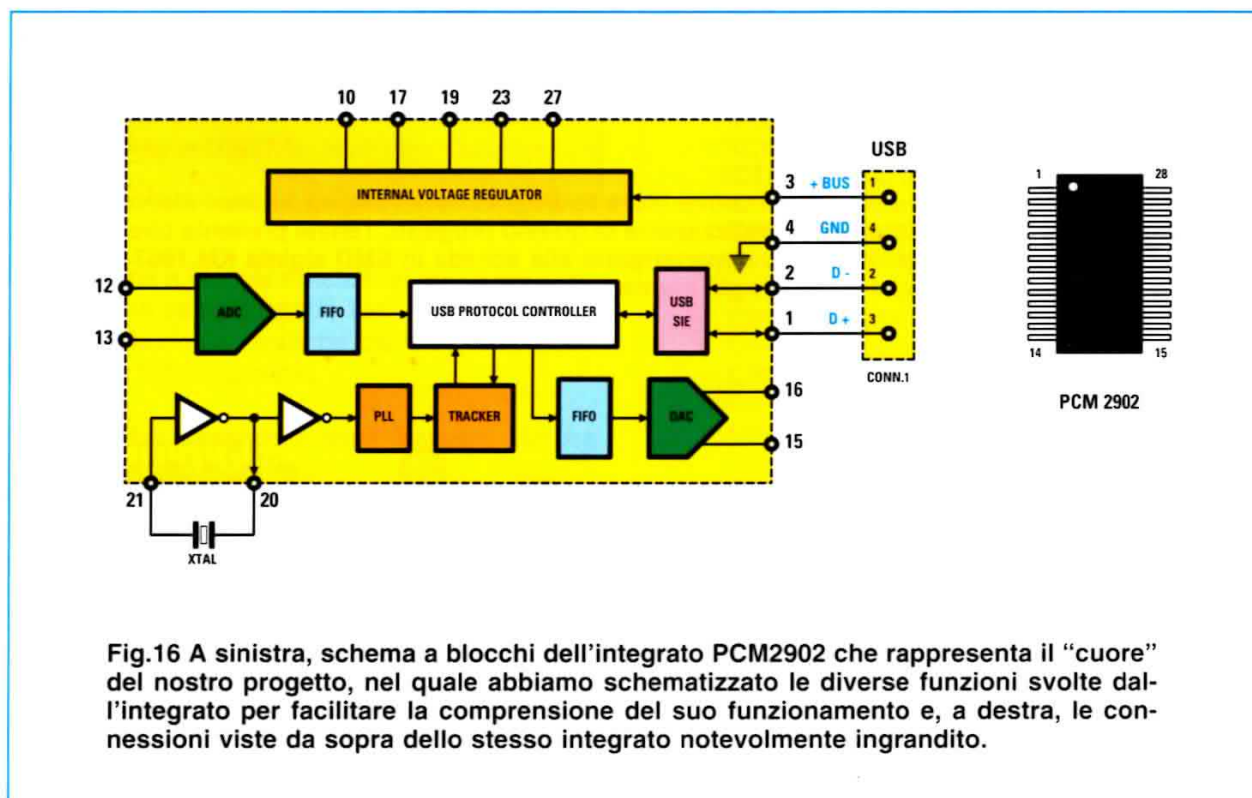 10 17 19 23 27
USB
INTERNAL VOLTAGE REGULATOR
3 + BUS 1
4 GND 4
2 D - 2
1 D + 3
CONN.1
12
13
ADC
FIFO
USB PROTOCOL CONTROLLER
USB
SIE
PLL
TRACKER
FIFO
DAC
16
15
21
20
XTAL
1 28
14 15
PCM 2902
Fig.16 A sinistra, schema a blocchi dell'integrato PCM2902 che rappresenta il “cuore”
del nostro progetto, nel quale abbiamo schematizzato le diverse funzioni svolte dal-
l'integrato per facilitare la comprensione del suo funzionamento e, a destra, le con-
nessioni viste da sopra dello stesso integrato notevolmente ingrandito.